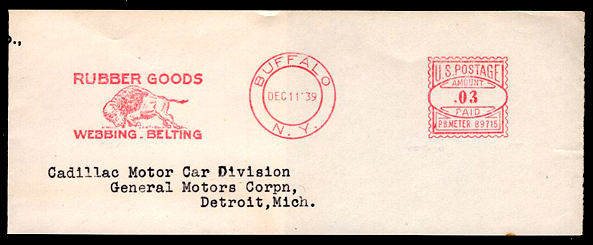 o.,
RUBBER GOODS
WEBBING - BELTING
BUFFALO
DEC 11 '39
N.Y.
U.S. POSTAGE
AMOUNT
.03
PAID
P.B. METER 89715
Cadillac Motor Car Division
General Motors Corpn,
Detroit,Mich.